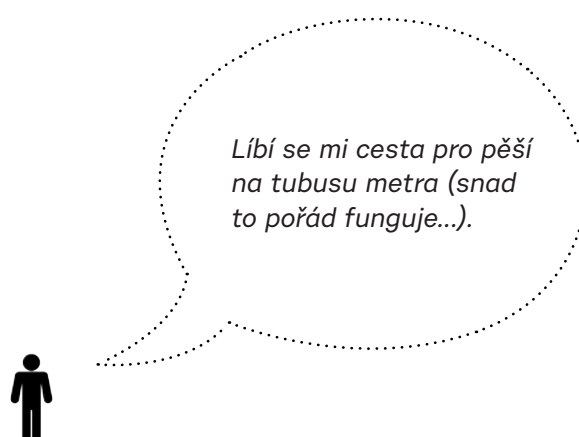 Líbí se mi cesta pro pěší
na tubusu metra (snad
to pořád funguje...).